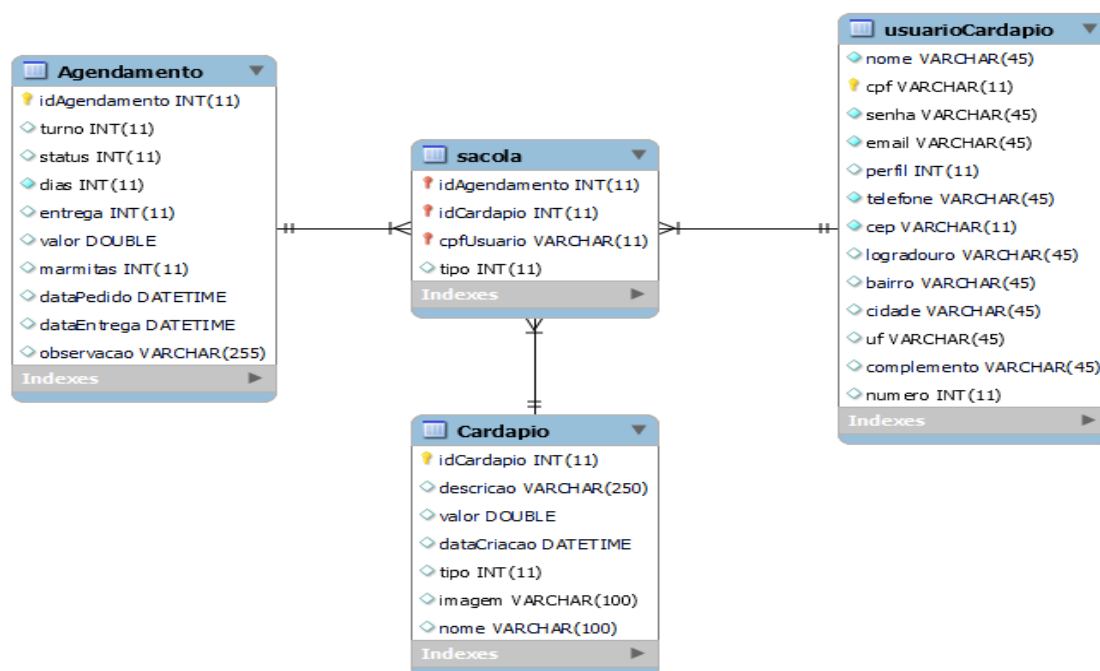 Agendamento
idAgendamento INT(11)
turno INT(11)
status INT(11)
dias INT(11)
entrega INT(11)
valor DOUBLE
marmitas INT(11)
dataPedido DATETIME
dataEntrega DATETIME
observacao VARCHAR(255)
Indexes
sacola
idAgendamento INT(11)
idCardapio INT(11)
cpfUsuario VARCHAR(11)
tipo INT(11)
Indexes
usuarioCardapio
nome VARCHAR(45)
cpf VARCHAR(11)
senha VARCHAR(45)
email VARCHAR(45)
perfil INT(11)
telefone VARCHAR(45)
cep VARCHAR(11)
logradouro VARCHAR(45)
bairro VARCHAR(45)
cidade VARCHAR(45)
uf VARCHAR(45)
complemento VARCHAR(45)
numero INT(11)
Indexes
Cardapio
idCardapio INT(11)
descricao VARCHAR(250)
valor DOUBLE
dataCriacao DATETIME
tipo INT(11)
imagem VARCHAR(100)
nome VARCHAR(100)
Indexes